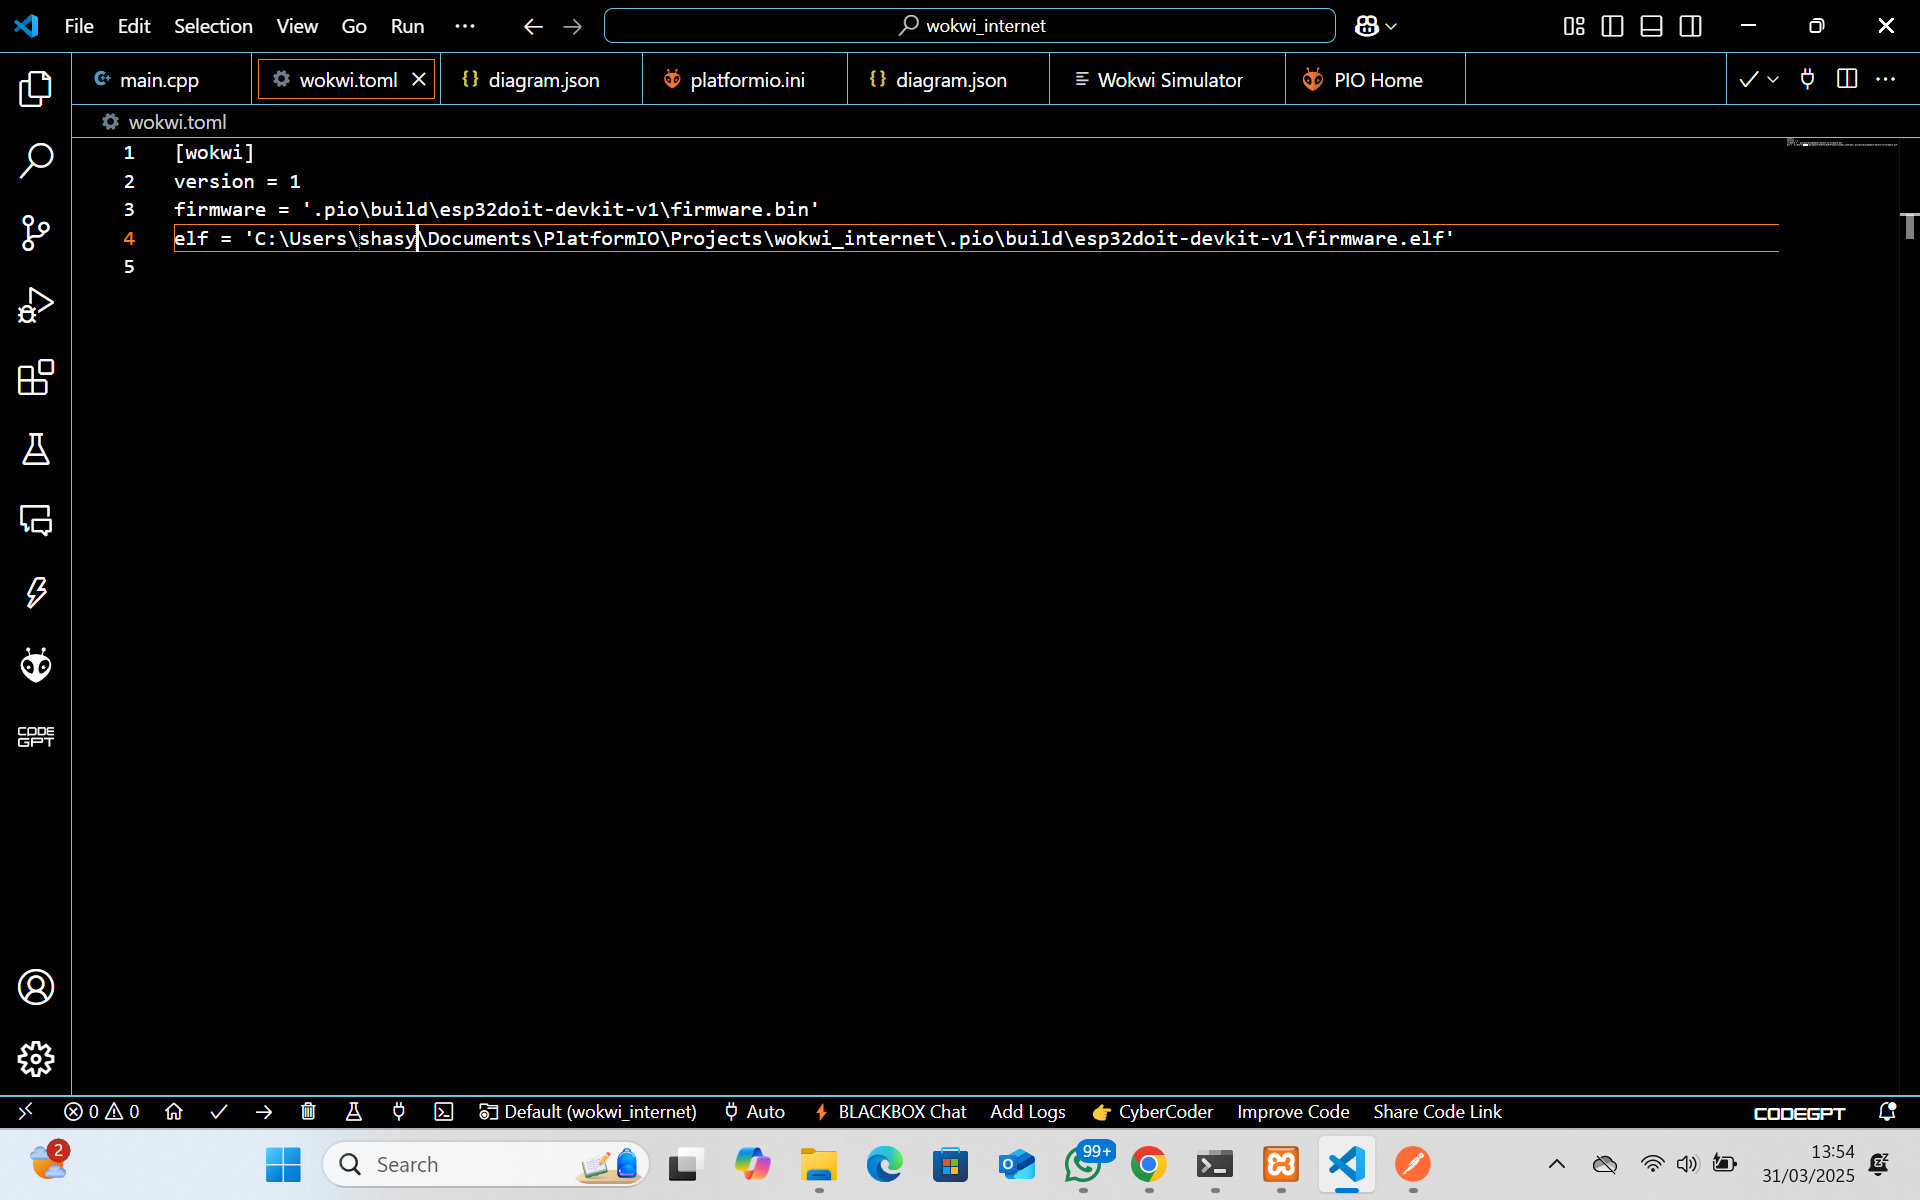 File Edit Selection View Go Run ··· wokwi_internet
main.cpp wokwi.toml diagram.json platformio.ini diagram.json Wokwi Simulator PIO Home
wokwi.toml
1 [wokwi]
2 version = 1
3 firmware = '.pio\build\esp32doit-devkit-v1\firmware.bin'
4 elf = 'C:\Users\shasy\Documents\PlatformIO\Projects\wokwi_internet\.pio\build\esp32doit-devkit-v1\firmware.elf'
5
CODE
GPT
0 0 Default (wokwi_internet) Auto BLACKBOX Chat Add Logs CyberCoder Improve Code Share Code Link CODEGPT
2 Search 99+ 13:54
31/03/2025